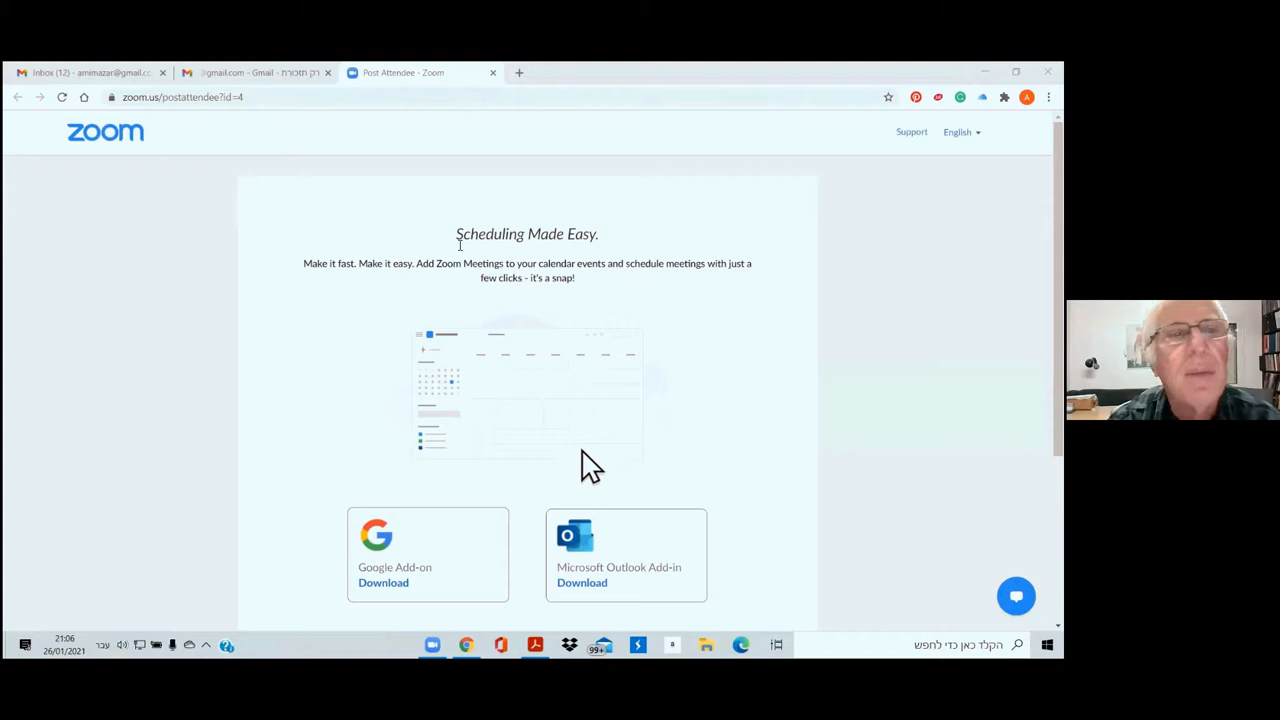 Inbox (12) - amimazar@gmail.co
@gmail.com - Gmail - רק תזכורת
Post Attendee - Zoom
zoom.us/postattendee?id=4
A
zoom
Support
English
Scheduling Made Easy.
Make it fast. Make it easy. Add Zoom Meetings to your calendar events and schedule meetings with just a
few clicks - it's a snap!
Google Add-on
Download
Microsoft Outlook Add-in
Download
21:06
26/01/2021
עבר
99+
a
הקלד כאן כדי לחפש